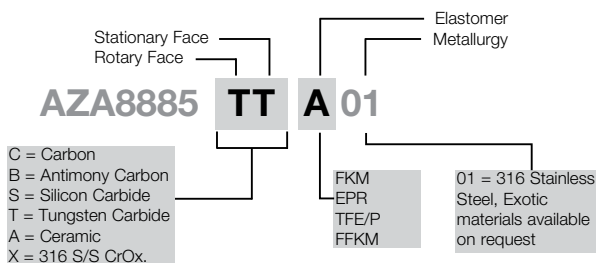 Elastomer
Stationary Face
Metallurgy
Rotary Face
AZA8885 TT A 01
C = Carbon
B = Antimony Carbon
S = Silicon Carbide
T = Tungsten Carbide
A = Ceramic
X = 316 S/S CrOx.
FKM
EPR
TFE/P
FFKM
01 = 316 Stainless
Steel, Exotic
materials available
on request